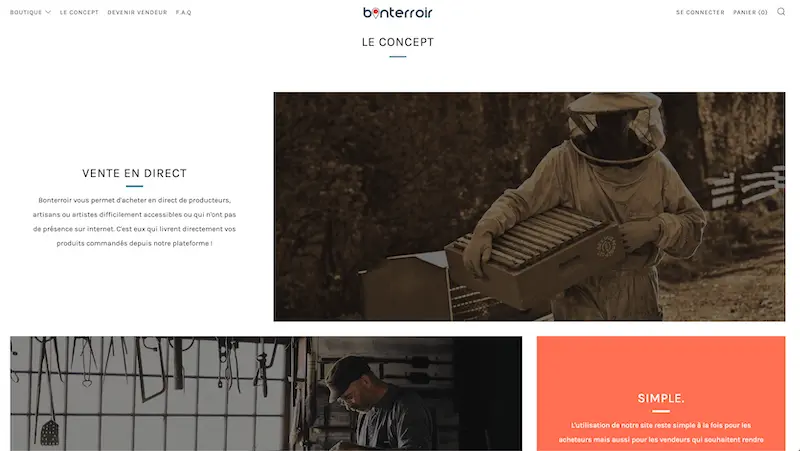 BOUTIQUE LE CONCEPT DEVENIR VENDEUR F.A.Q bonterroir SE CONNECTER PANIER (0)
LE CONCEPT
VENTE EN DIRECT
Bonterroir vous permet d'acheter en direct de producteurs,
artisans ou artistes difficilement accessibles ou qui n'ont pas
de présence sur internet. C'est eux qui livrent directement vos
produits commandés depuis notre plateforme !
SIMPLE.
L'utilisation de notre site reste simple à la fois pour les
acheteurs mais aussi pour les vendeurs qui souhaitent rendre